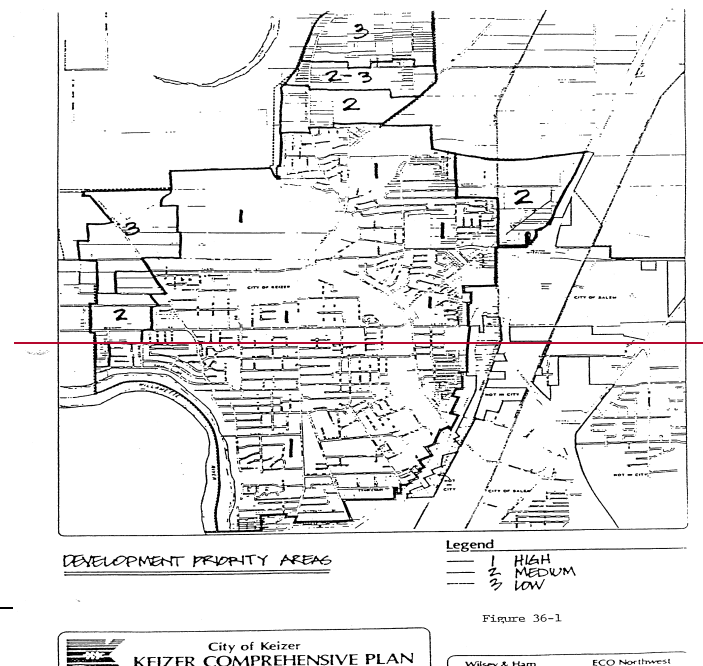 3
2-3
2
1
1
2
3
1
CITY OF KEIZER
CITY OF SALEM
2
1
1
WILLAMETTE
RIVER
NOT IN CITY
1
NOT IN CITY
CITY
CITY OF SALEM
DEVELOPMENT PRIORITY AREAS
Legend
1 HIGH
2 MEDIUM
3 LOW
Figure 36-1
City of Keizer
KEIZER COMPREHENSIVE PLAN
Wilsey & Ham
ECO Northwest